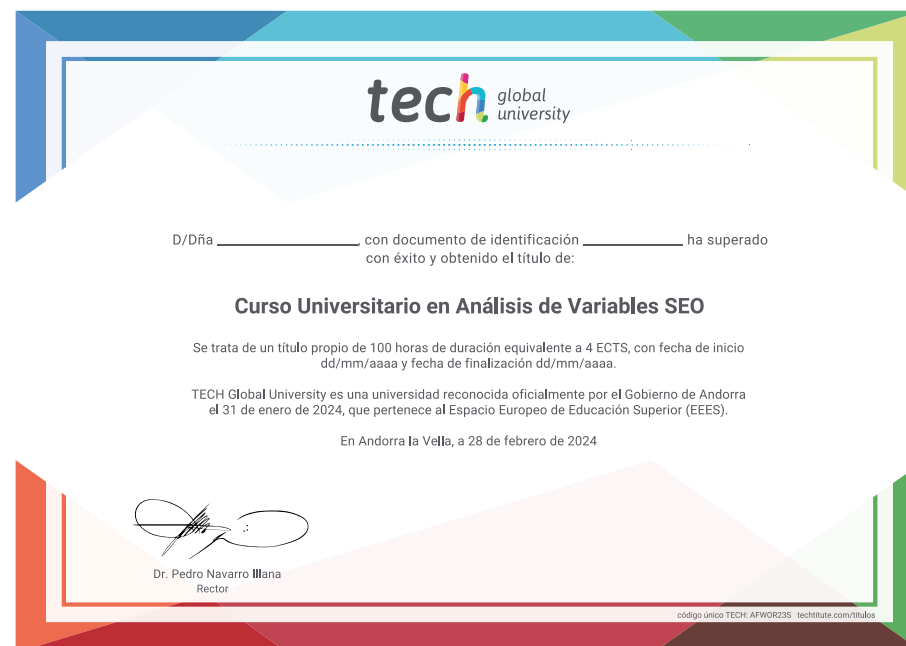 tech global university
D/Dña ____________, con documento de identificación ____________ ha superado
con éxito y obtenido el título de:
Curso Universitario en Análisis de Variables SEO
Se trata de un título propio de 100 horas de duración equivalente a 4 ECTS, con fecha de inicio
dd/mm/aaaa y fecha de finalización dd/mm/aaaa.
TECH Global University es una universidad reconocida oficialmente por el Gobierno de Andorra
el 31 de enero de 2024, que pertenece al Espacio Europeo de Educación Superior (EEES).
En Andorra la Vella, a 28 de febrero de 2024
Dr. Pedro Navarro Illana
Rector
código único TECH: AFWOR23S techtitute.com/titulos